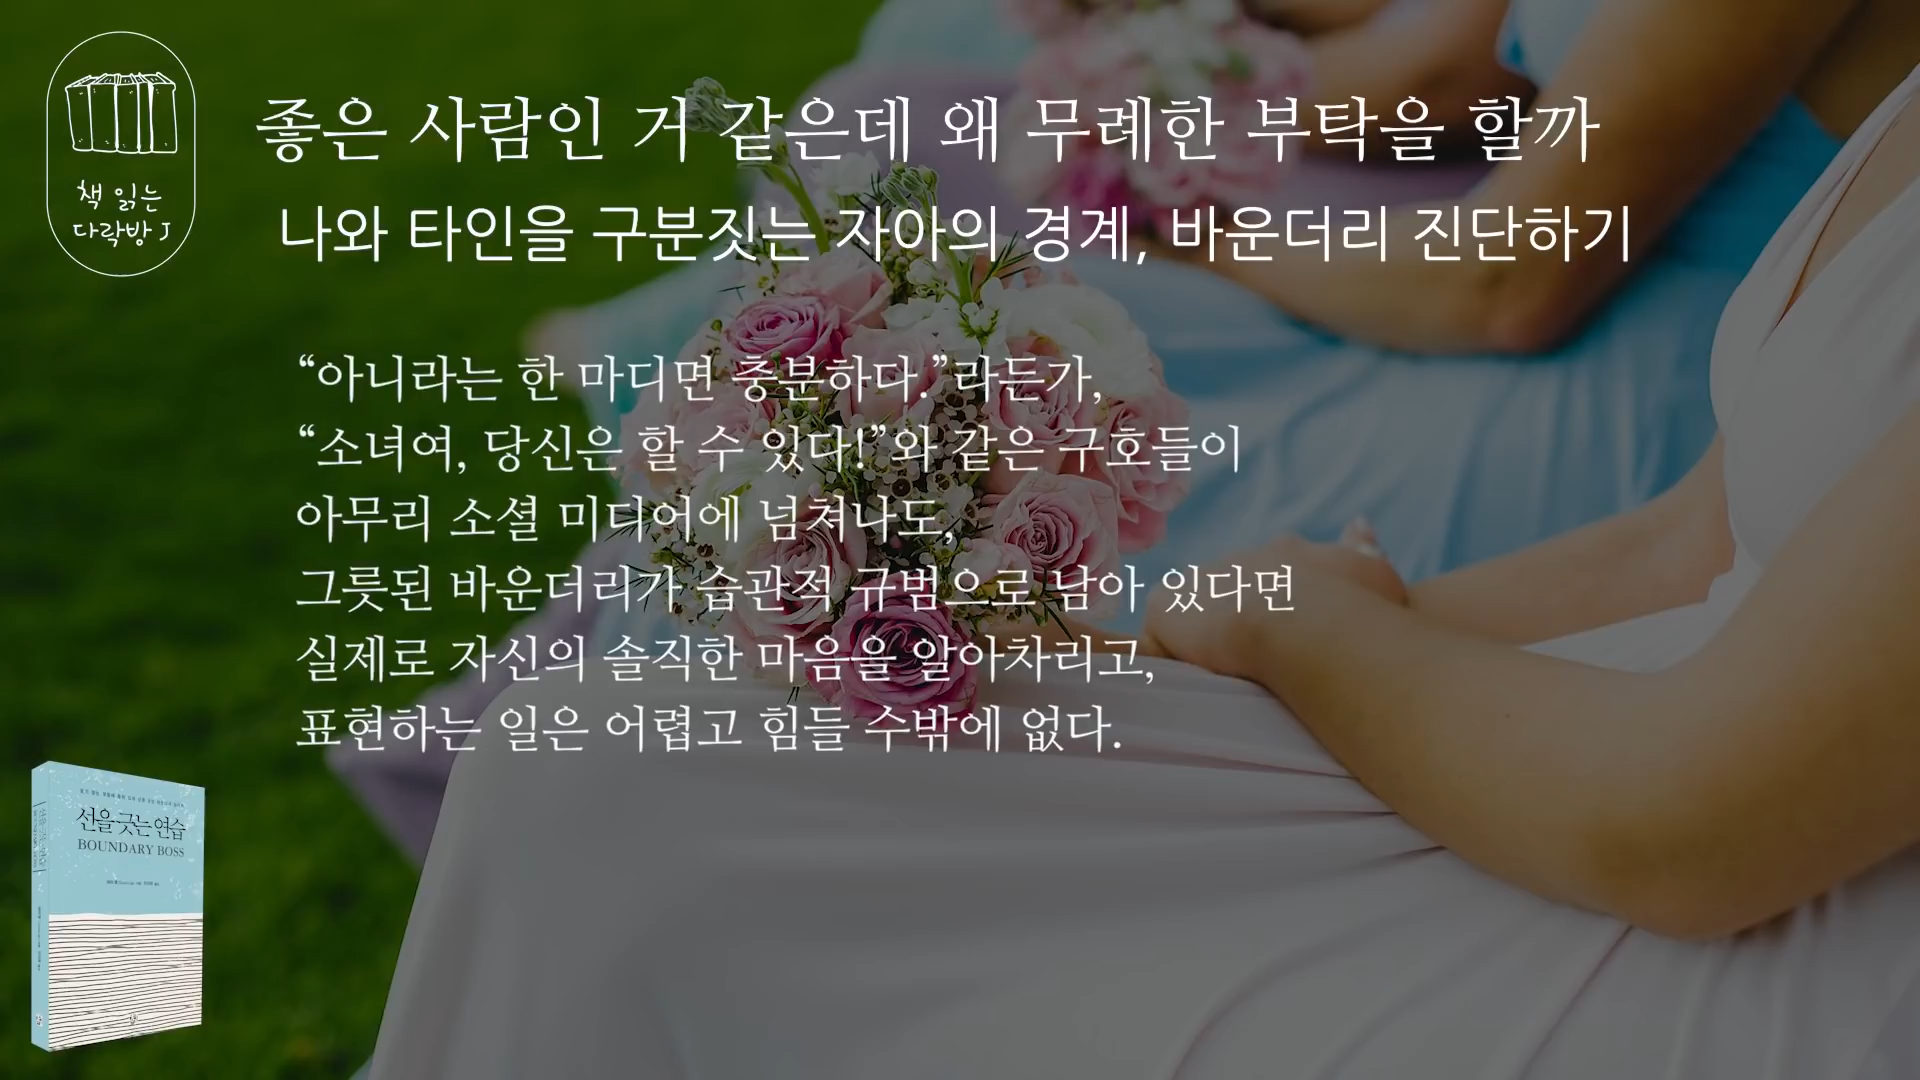 책 읽는
다락방 J
좋은 사람인 거 같은데 왜 무례한 부탁을 할까
나와 타인을 구분짓는 자아의 경계, 바운더리 진단하기
“아니라는 한 마디면 충분하다.”라든가,
“소녀여, 당신은 할 수 있다!”와 같은 구호들이
아무리 소셜 미디어에 넘쳐나도,
그릇된 바운더리가 습관적 규범으로 남아 있다면
실제로 자신의 솔직한 마음을 알아차리고,
표현하는 일은 어렵고 힘들 수밖에 없다.
선을 긋는 연습
BOUNDARY BOSS